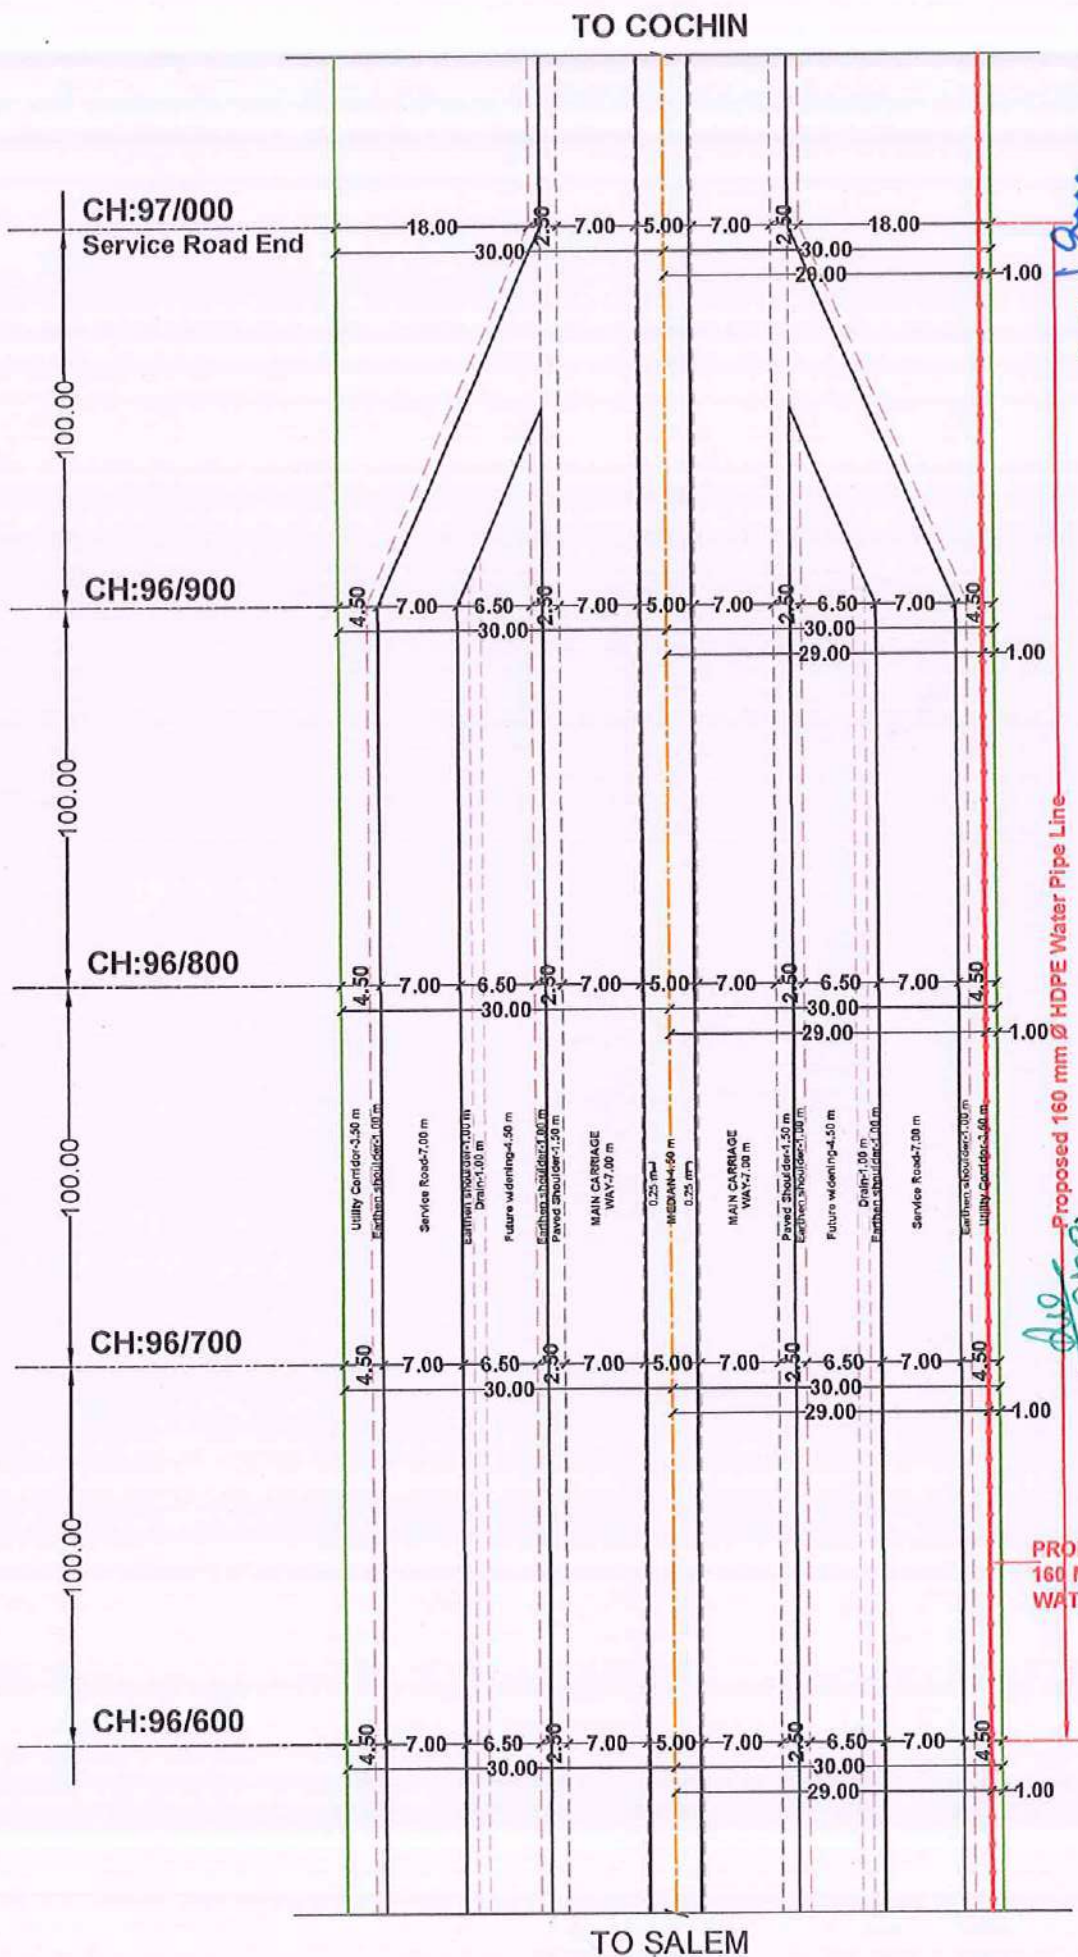 TO COCHIN
CH:97/000
Service Road End
18.00 2.50 7.00 5.00 7.00 2.50 18.00
30.00 30.00
29.00 1.00
100.00
CH:96/900
4.50 7.00 6.50 2.50 7.00 5.00 7.00 2.50 6.50 7.00 4.50
30.00 30.00
29.00 1.00
100.00
Proposed 160 mm Ø HDPE Water Pipe Line
CH:96/800
4.50 7.00 6.50 2.50 7.00 5.00 7.00 2.50 6.50 7.00 4.50
30.00 30.00
29.00 1.00
100.00
Utility Corridor-3.50 m
Earthen shoulder-1.00 m
Service Road-7.00 m
Earthen shoulder-1.00 m
Drain-1.00 m
Future widening-4.50 m
Earthen shoulder-1.00 m
Paved Shoulder-1.50 m
MAIN CARRIAGE
WAY-7.00 m
0.25 m
MEDIAN-4.50 m
0.25 m
MAIN CARRIAGE
WAY-7.00 m
Paved Shoulder-1.50 m
Earthen shoulder-1.00 m
Future widening-4.50 m
Drain-1.00 m
Earthen shoulder-1.00 m
Service Road-7.00 m
Earthen shoulder-1.00 m
Utility Corridor-3.50 m
CH:96/700
4.50 7.00 6.50 2.50 7.00 5.00 7.00 2.50 6.50 7.00 4.50
30.00 30.00
29.00 1.00
100.00
PRO
160 M
WAT
CH:96/600
4.50 7.00 6.50 2.50 7.00 5.00 7.00 2.50 6.50 7.00 4.50
30.00 30.00
29.00 1.00
TO SALEM